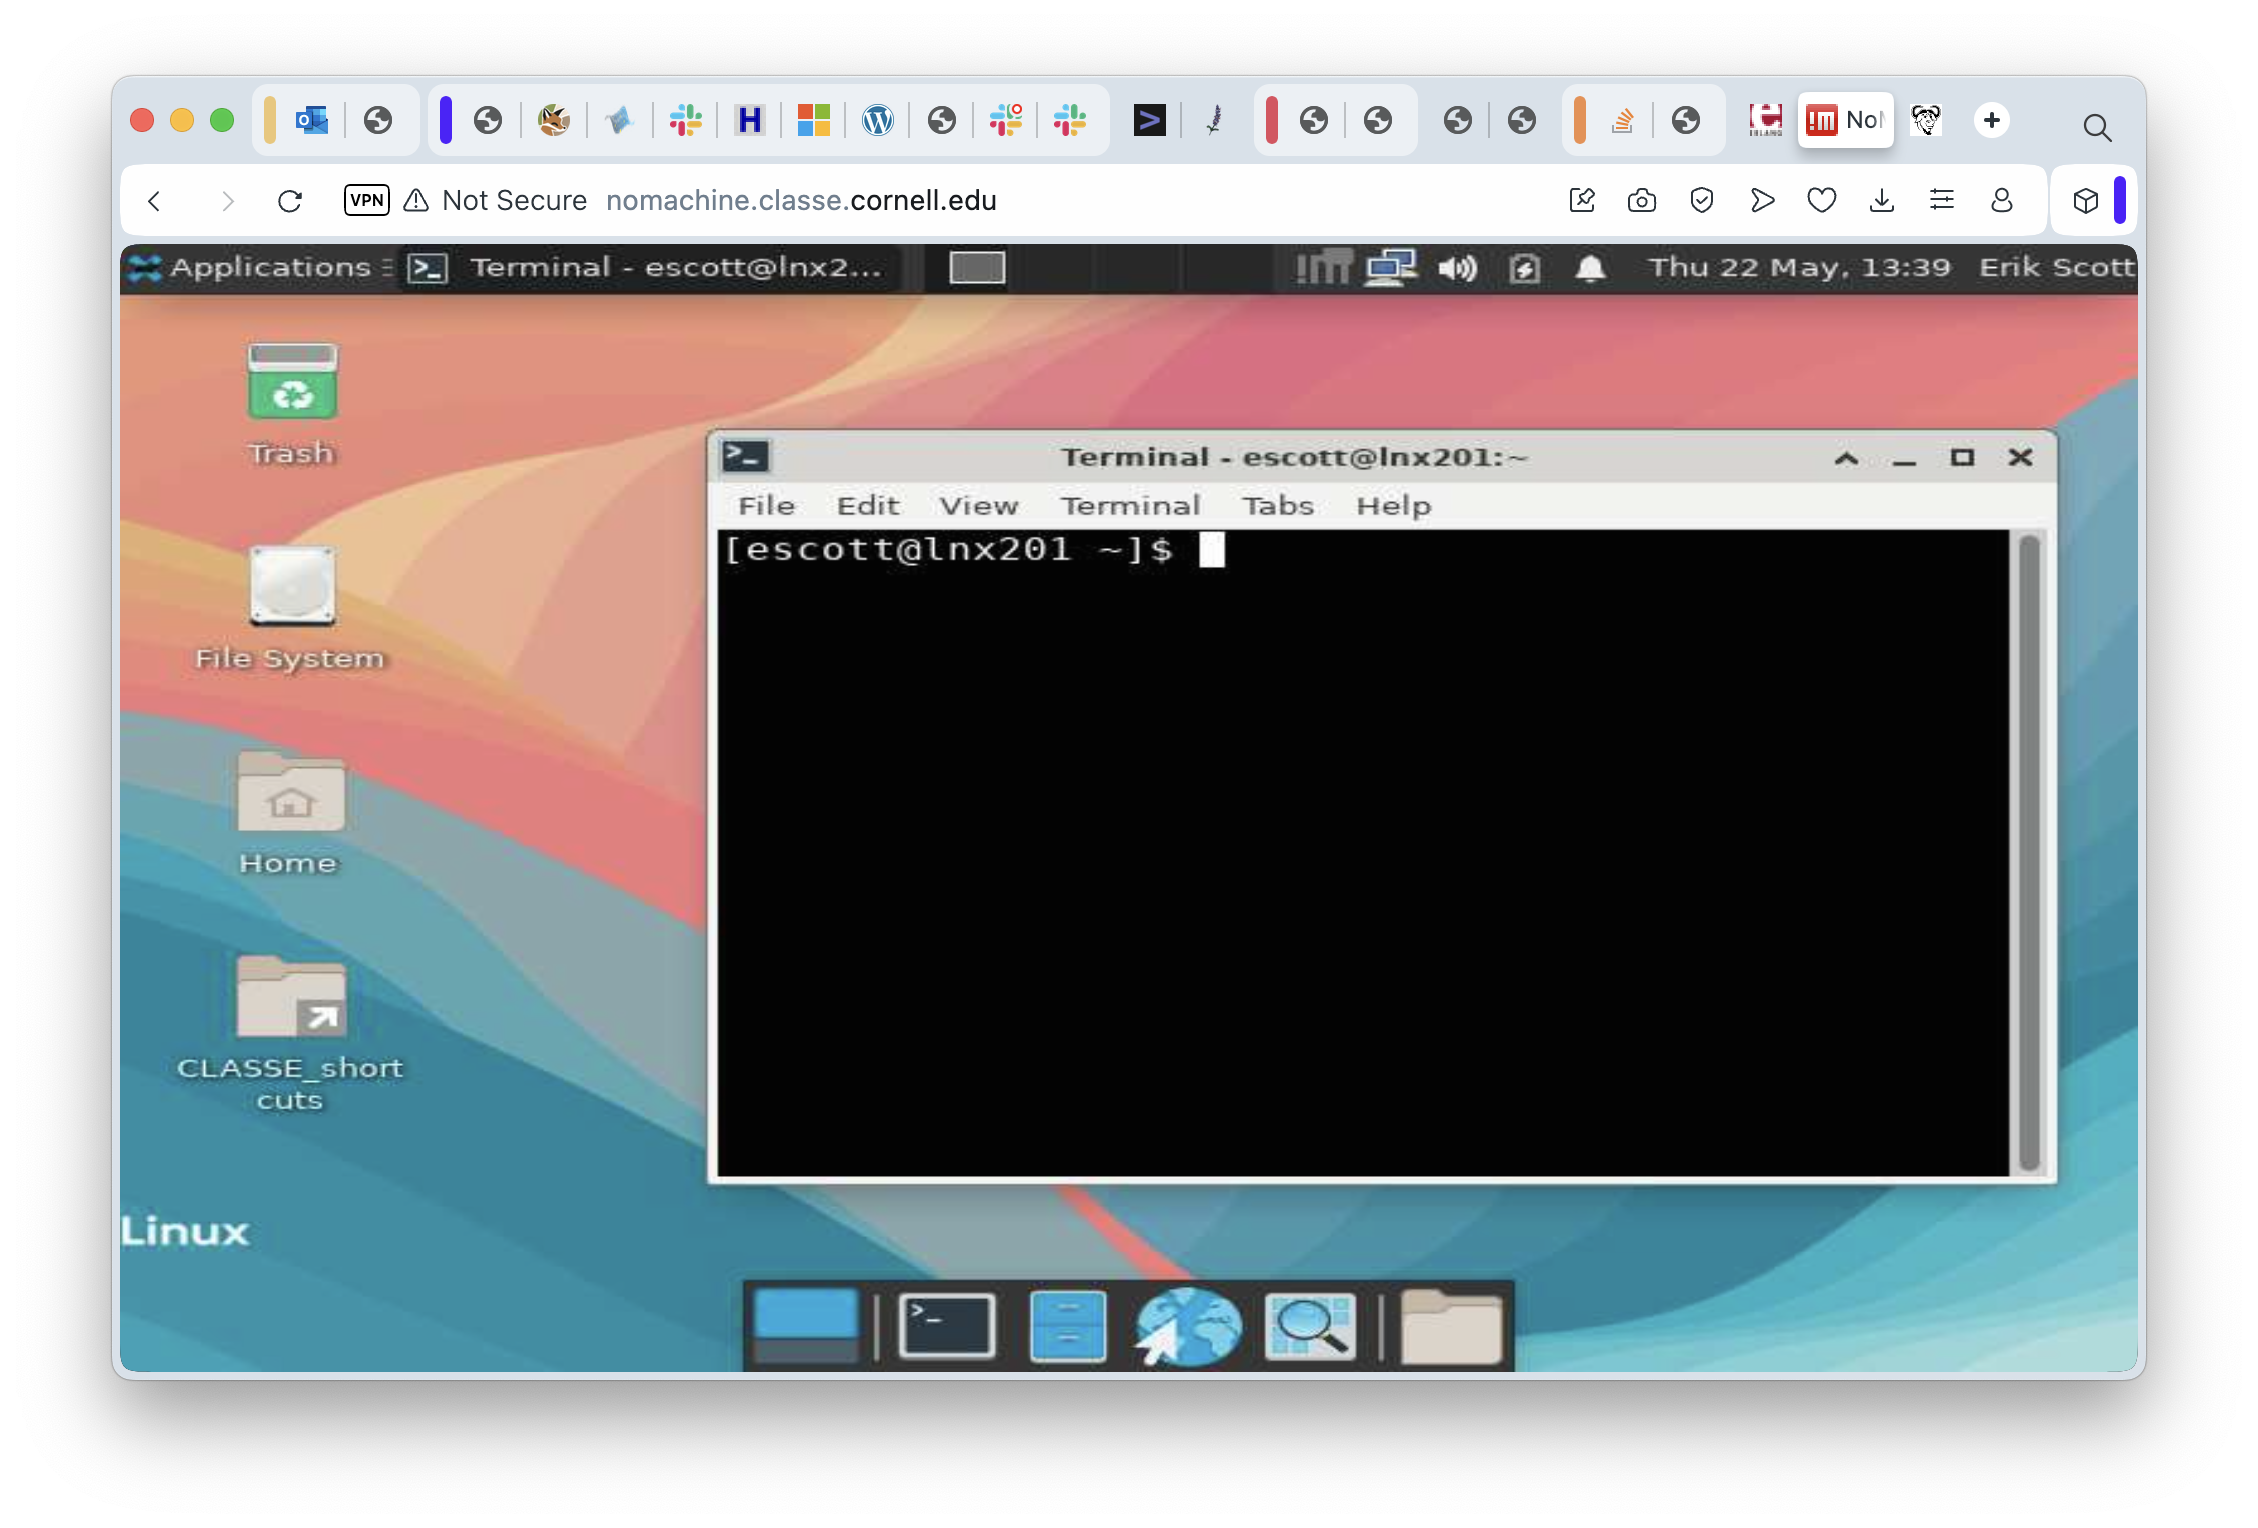 NoM
VPN Not Secure nomachine.classe.cornell.edu
Applications Terminal - escott@lnx2... Thu 22 May, 13:39 Erik Scott
Trash
File System
Home
CLASSE_short
cuts
Linux
Terminal - escott@lnx201:~
File Edit View Terminal Tabs Help
[escott@lnx201 ~]$